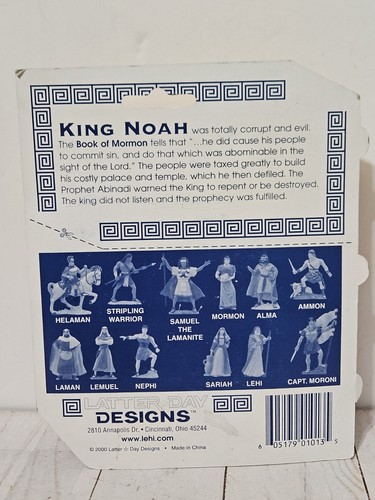 KING NOAH was totally corrupt and evil.
The Book of Mormon tells that "...he did cause his people
to commit sin, and do that which was abominable in the
sight of the Lord." The people were taxed greatly to build
his costly palace and temple, which he then defiled. The
Prophet Abinadi warned the King to repent or be destroyed.
The king did not listen and the prophecy was fulfilled.
HELAMAN
STRIPLING
WARRIOR
SAMUEL
THE
LAMANITE
MORMON
ALMA
AMMON
LAMAN
LEMUEL
NEPHI
SARIAH
LEHI
CAPT. MORONI
LATTER DAY
DESIGNS™
2810 Annapolis Dr. • Cincinnati, Ohio 45244
www.lehi.com
© 2000 Latter ☆ Day Designs • Made in China
6 05179 01013 5